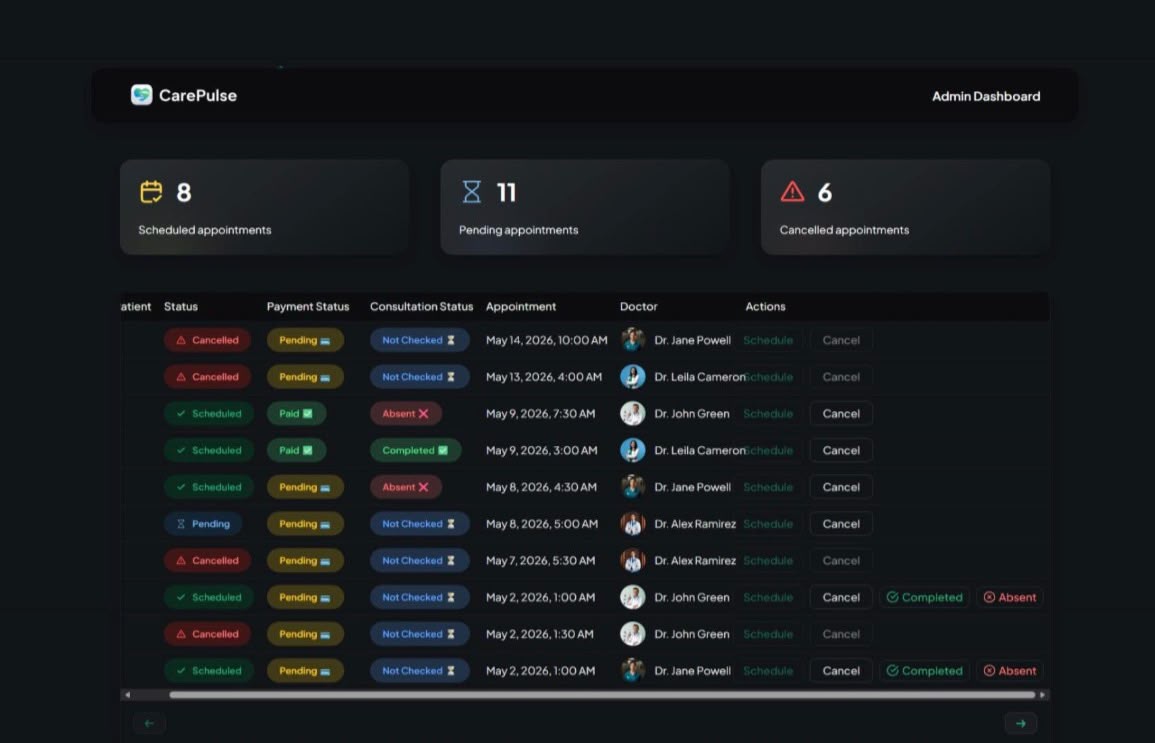 CarePulse
Admin Dashboard
8
Scheduled appointments
11
Pending appointments
6
Cancelled appointments
atient Status Payment Status Consultation Status Appointment Doctor Actions
Cancelled Pending Not Checked May 14, 2026, 10:00 AM Dr. Jane Powell Schedule Cancel
Cancelled Pending Not Checked May 13, 2026, 4:00 AM Dr. Leila Cameron Schedule Cancel
Scheduled Paid Absent May 9, 2026, 7:30 AM Dr. John Green Schedule Cancel
Scheduled Paid Completed May 9, 2026, 3:00 AM Dr. Leila Cameron Schedule Cancel
Scheduled Pending Absent May 8, 2026, 4:30 AM Dr. Jane Powell Schedule Cancel
Pending Pending Not Checked May 8, 2026, 5:00 AM Dr. Alex Ramirez Schedule Cancel
Cancelled Pending Not Checked May 7, 2026, 5:30 AM Dr. Alex Ramirez Schedule Cancel
Scheduled Pending Not Checked May 2, 2026, 1:00 AM Dr. John Green Schedule Cancel Completed Absent
Cancelled Pending Not Checked May 2, 2026, 1:30 AM Dr. John Green Schedule Cancel
Scheduled Pending Not Checked May 2, 2026, 1:00 AM Dr. Jane Powell Schedule Cancel Completed Absent